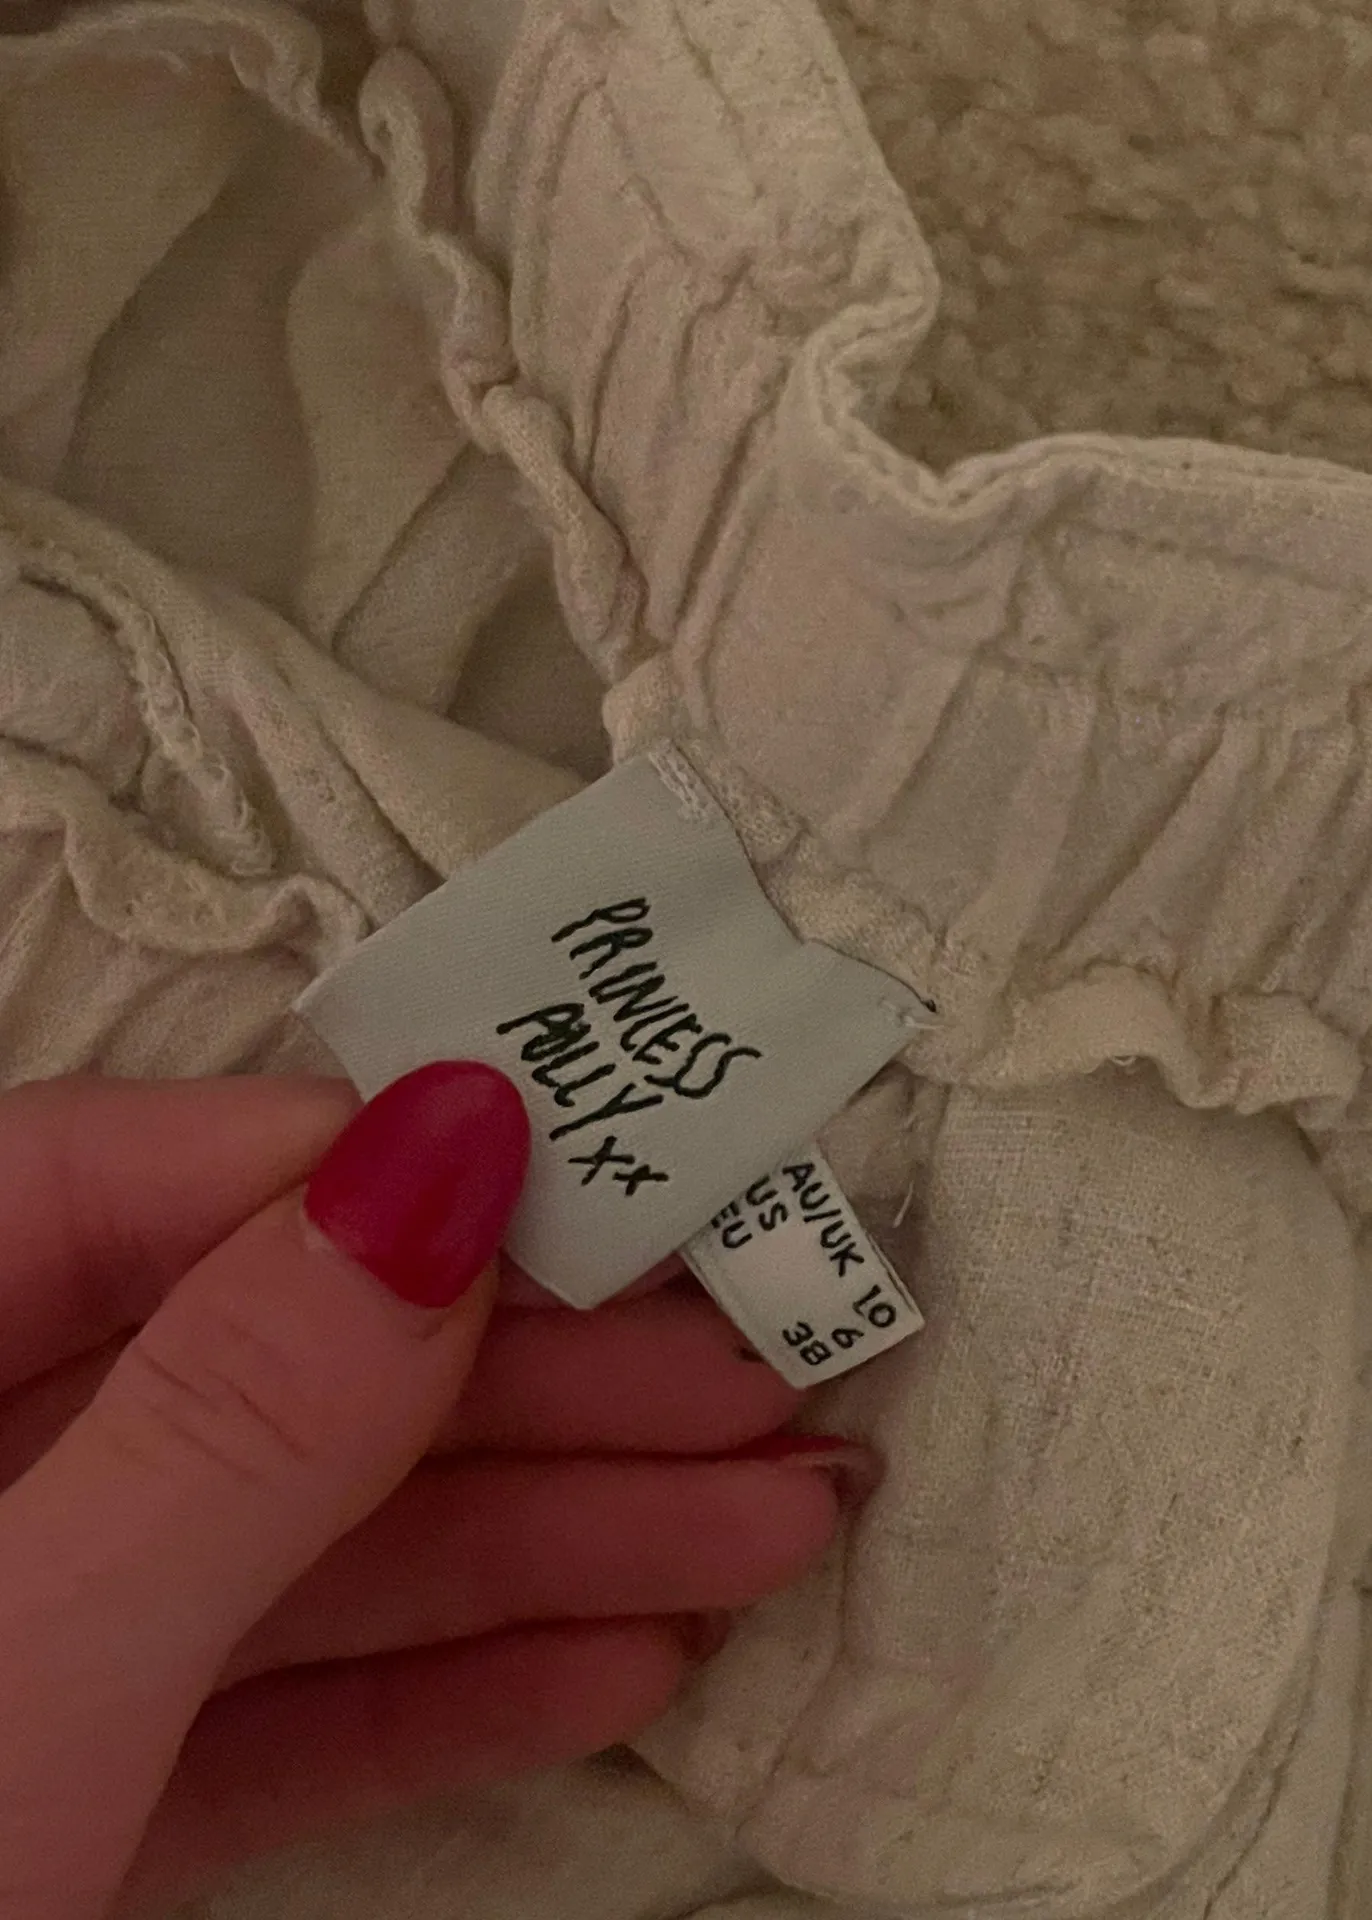 PRINCESS
POLLY xx
AU/UK 10
US 6
EU 38